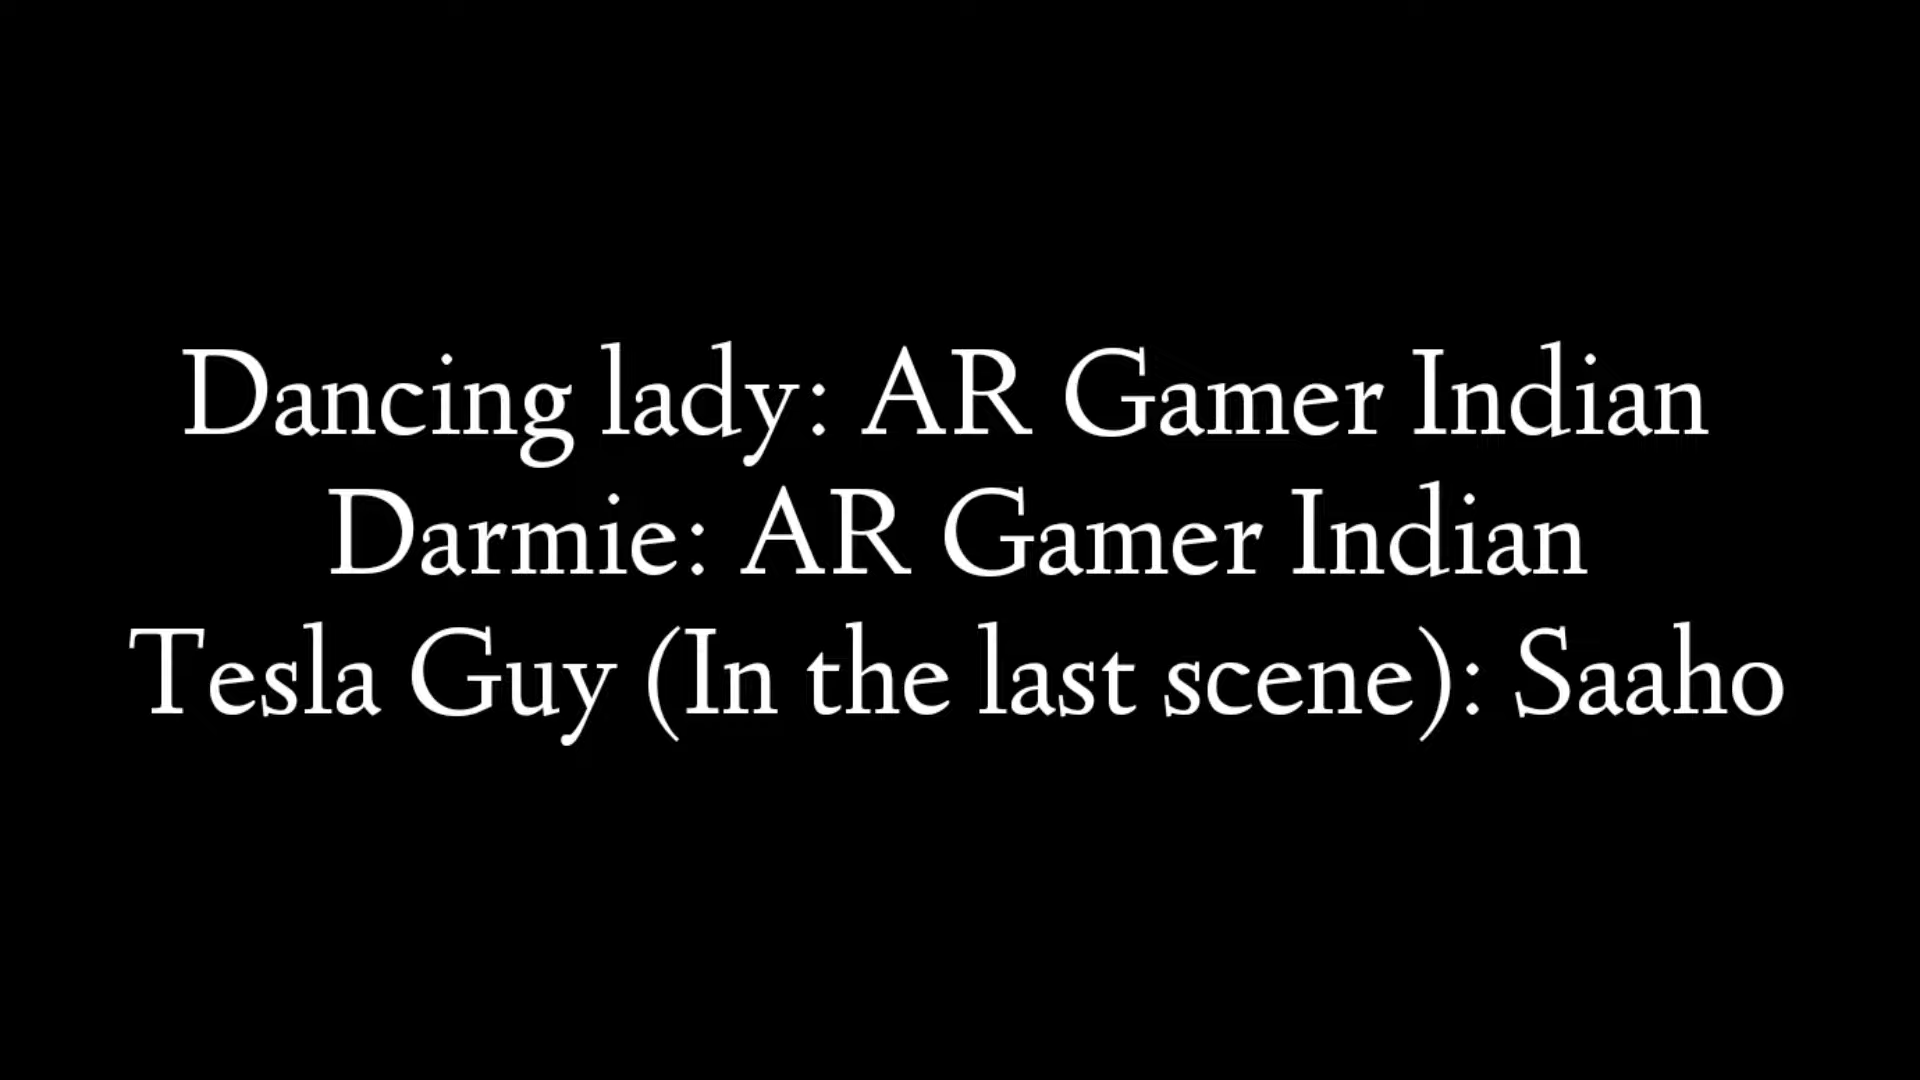 Dancing lady: AR Gamer Indian
Darmie: AR Gamer Indian
Tesla Guy (In the last scene): Saaho